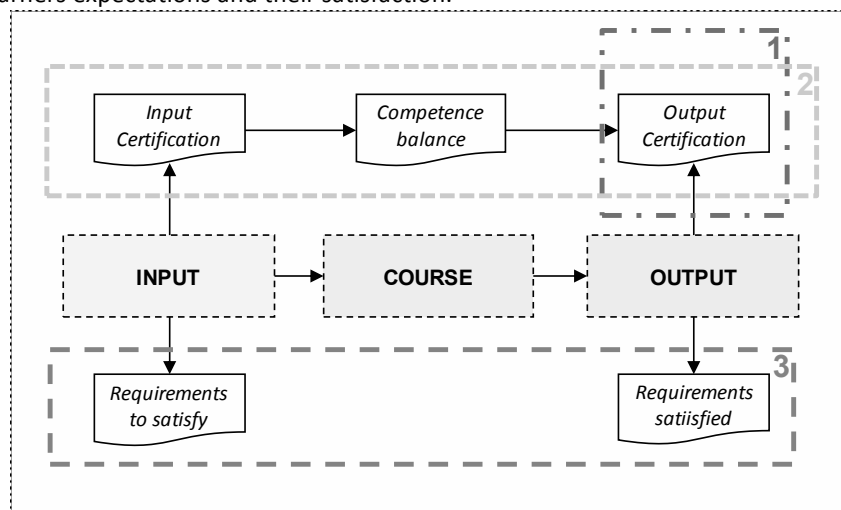 arners expectations and their satisfaction.
1
2
Input
Certification
Competence
balance
Output
Certification
INPUT
COURSE
OUTPUT
3
Requirements
to satisfy
Requirements
satiisfied